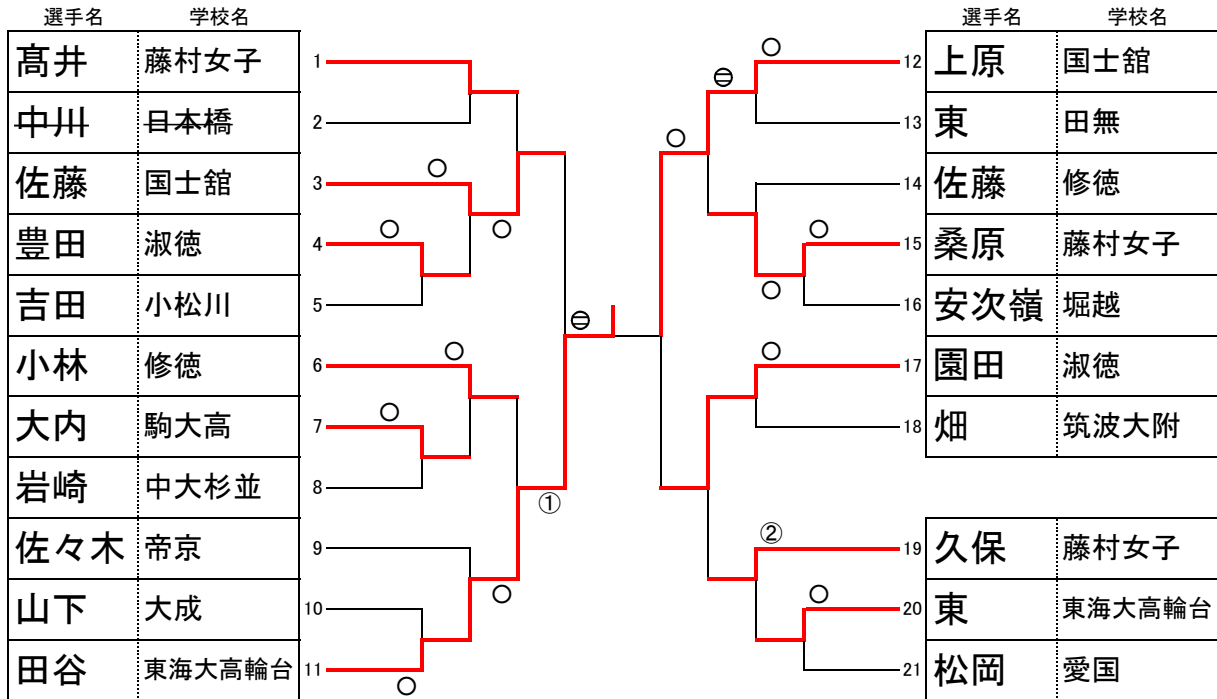 選手名 学校名
1 髙井 藤村女子
2 中川 日本橋
3 佐藤 国士舘
4 豊田 淑徳
5 吉田 小松川
6 小林 修徳
7 大内 駒大高
8 岩崎 中大杉並
9 佐々木 帝京
10 山下 大成
11 田谷 東海大高輪台
①
②
選手名 学校名
12 上原 国士舘
13 東 田無
14 佐藤 修徳
15 桑原 藤村女子
16 安次嶺 堀越
17 園田 淑徳
18 畑 筑波大附
19 久保 藤村女子
20 東 東海大高輪台
21 松岡 愛国